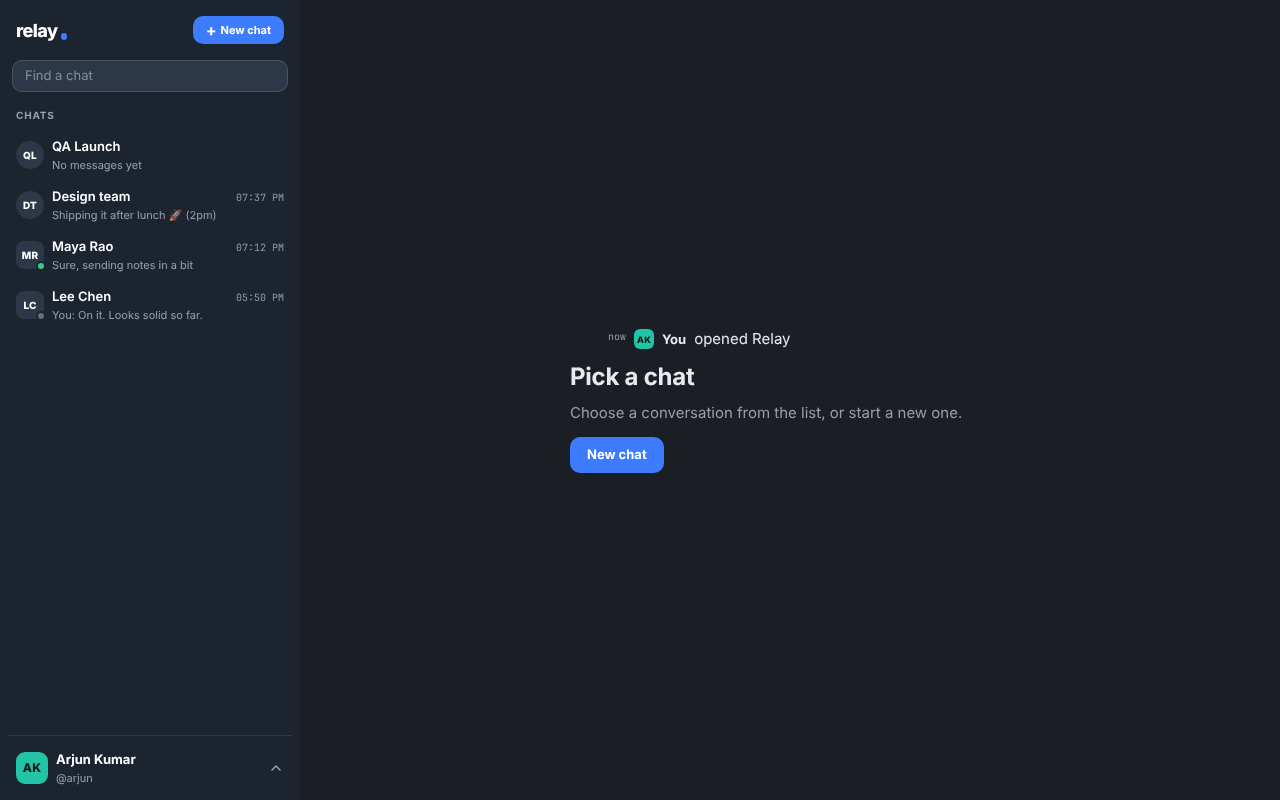 relay
+ New chat
Find a chat
CHATS
QL QA Launch
No messages yet
DT Design team 07:37 PM
Shipping it after lunch 🚀 (2pm)
MR Maya Rao 07:12 PM
Sure, sending notes in a bit
LC Lee Chen 05:50 PM
You: On it. Looks solid so far.
now AK You opened Relay
Pick a chat
Choose a conversation from the list, or start a new one.
New chat
AK Arjun Kumar
@arjun